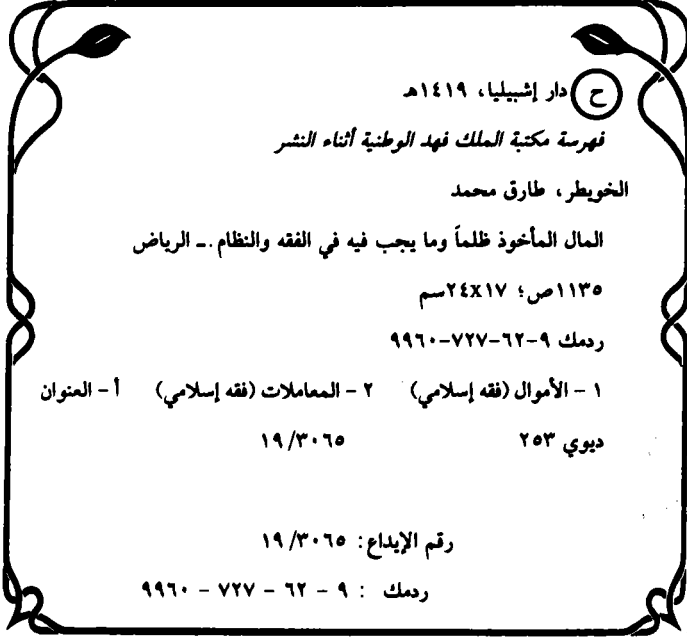 ح دار إشبيليا، ١٤١٩هـ
فهرسة مكتبة الملك فهد الوطنية أثناء النشر
الخويطر، طارق محمد
المال المأخوذ ظلماً وما يجب فيه في الفقه والنظام .ـ الرياض
١١٣٥ص؛ ٢٤x١٧سم
ردمك ٩-٦٢-٧٢٧-٩٩٦٠
١ - الأموال (فقه إسلامي) ٢ - المعاملات (فقه إسلامي) أ - العنوان
ديوي ٢٥٣ ١٩/٣٠٦٥
رقم الإيداع: ١٩/٣٠٦٥
ردمك : ٩ - ٦٢ - ٧٢٧ - ٩٩٦٠